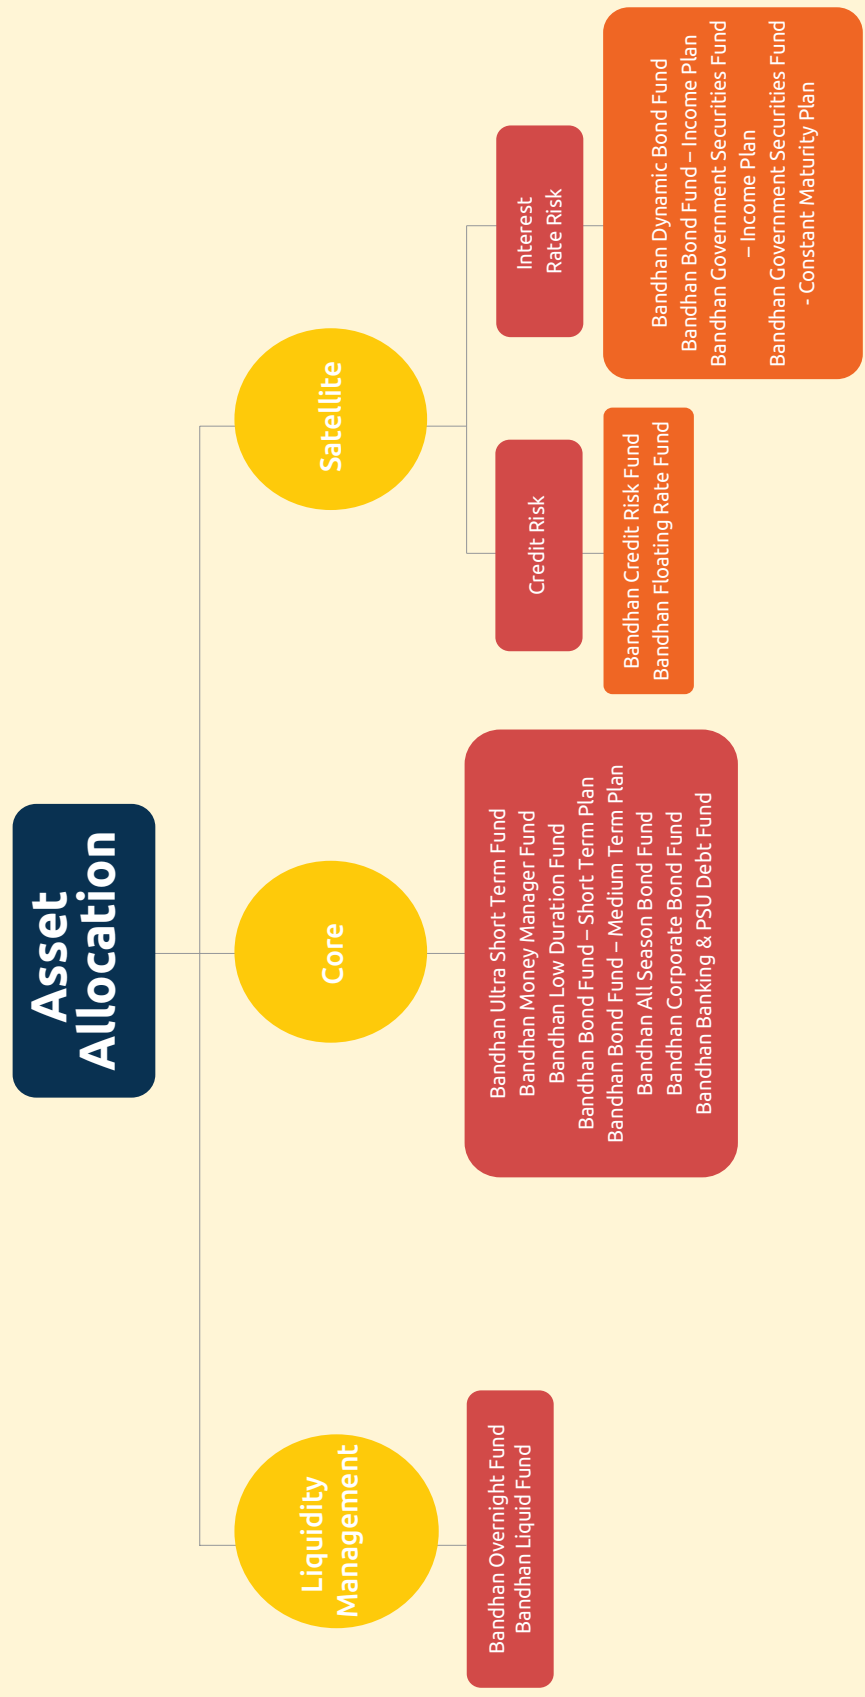 Asset
Allocation
Liquidity
Management
Bandhan Overnight Fund
Bandhan Liquid Fund
Core
Bandhan Ultra Short Term Fund
Bandhan Money Manager Fund
Bandhan Low Duration Fund
Bandhan Bond Fund – Short Term Plan
Bandhan Bond Fund – Medium Term Plan
Bandhan All Season Bond Fund
Bandhan Corporate Bond Fund
Bandhan Banking & PSU Debt Fund
Satellite
Credit Risk
Bandhan Credit Risk Fund
Bandhan Floating Rate Fund
Interest
Rate Risk
Bandhan Dynamic Bond Fund
Bandhan Bond Fund – Income Plan
Bandhan Government Securities Fund
– Income Plan
Bandhan Government Securities Fund
- Constant Maturity Plan